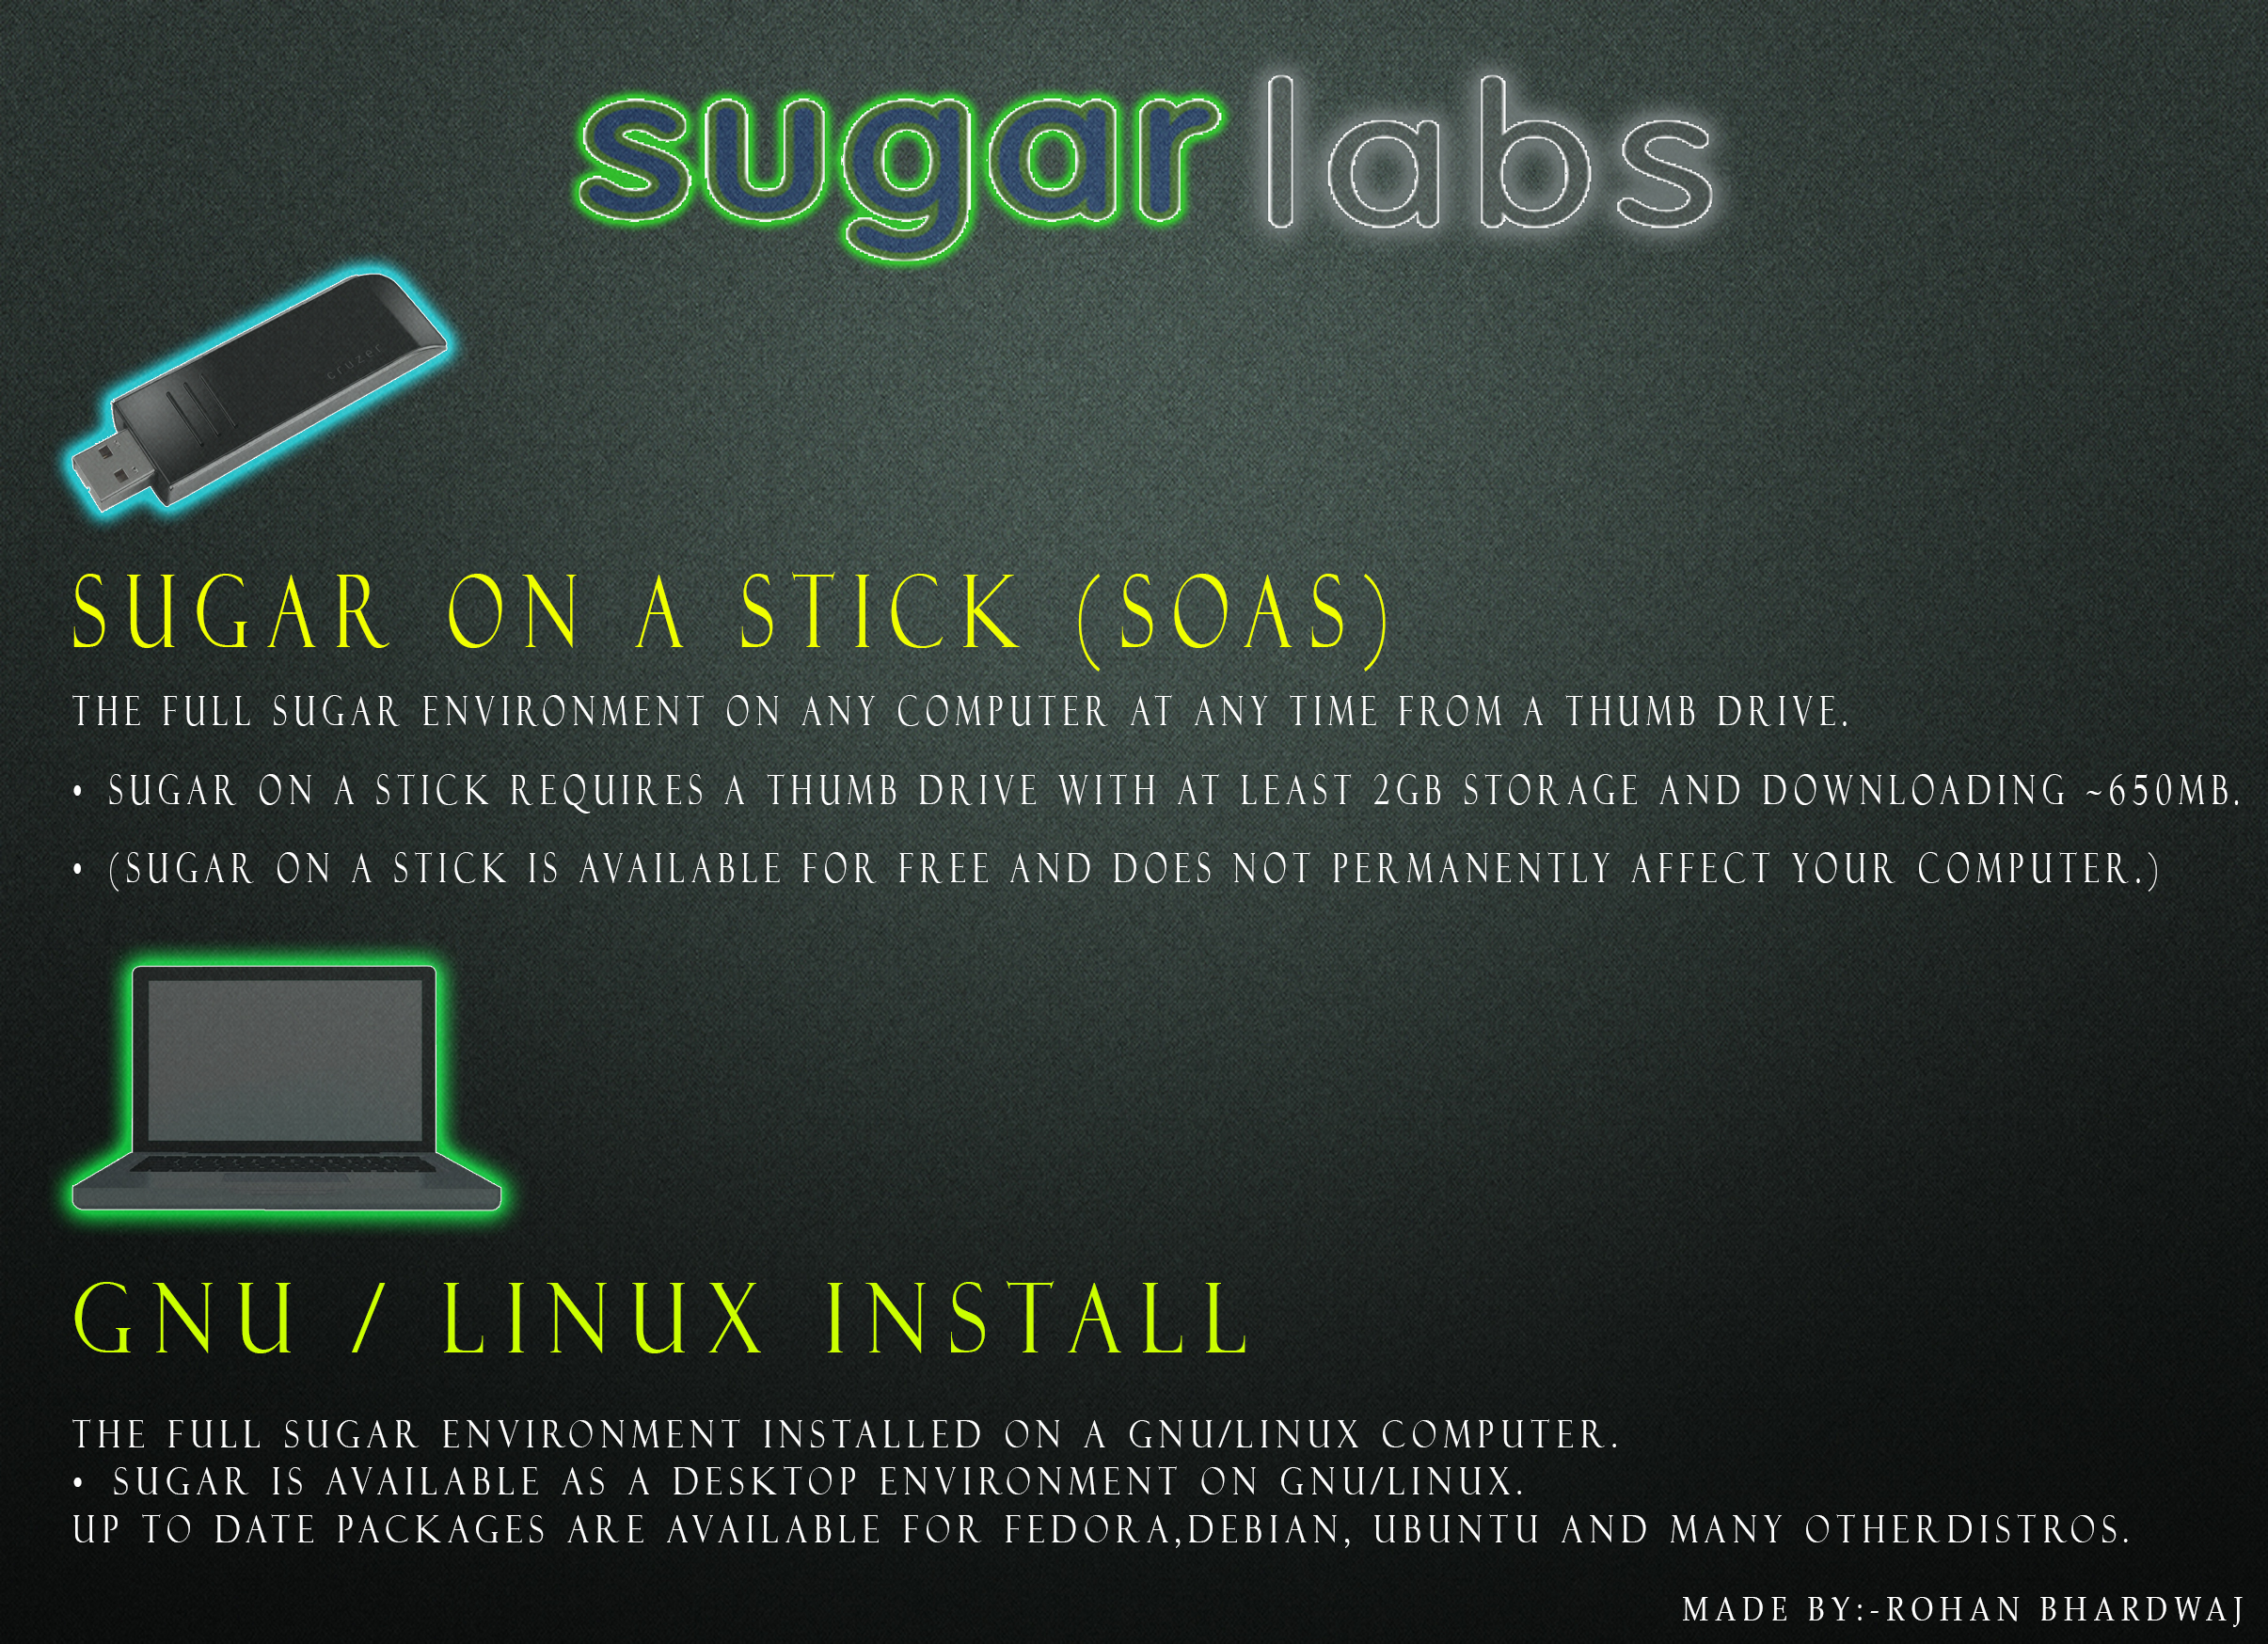 sugar labs
cruzer
SUGAR ON A STICK (SOAS)
THE FULL SUGAR ENVIRONMENT ON ANY COMPUTER AT ANY TIME FROM A THUMB DRIVE.
• SUGAR ON A STICK REQUIRES A THUMB DRIVE WITH AT LEAST 2GB STORAGE AND DOWNLOADING ~650MB.
• (SUGAR ON A STICK IS AVAILABLE FOR FREE AND DOES NOT PERMANENTLY AFFECT YOUR COMPUTER.)
GNU / LINUX INSTALL
THE FULL SUGAR ENVIRONMENT INSTALLED ON A GNU/LINUX COMPUTER.
• SUGAR IS AVAILABLE AS A DESKTOP ENVIRONMENT ON GNU/LINUX.
UP TO DATE PACKAGES ARE AVAILABLE FOR FEDORA,DEBIAN, UBUNTU AND MANY OTHERDISTROS.
MADE BY:-ROHAN BHARDWAJ